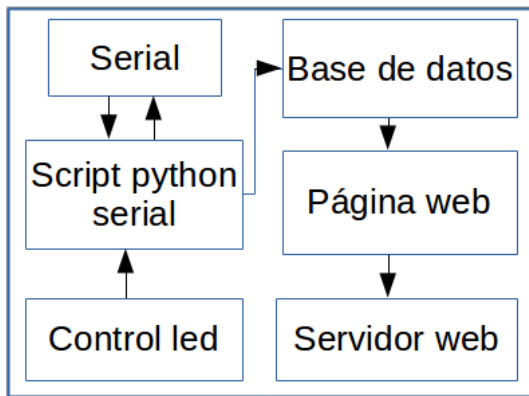 Serial
Script python
serial
Control led
Base de datos
Página web
Servidor web